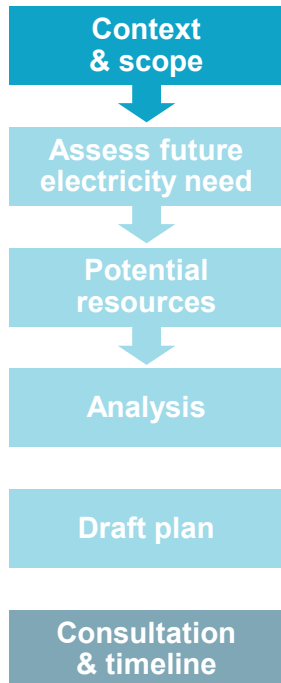 Context
& scope
Assess future
electricity need
Potential
resources
Analysis
Draft plan
Consultation
& timeline